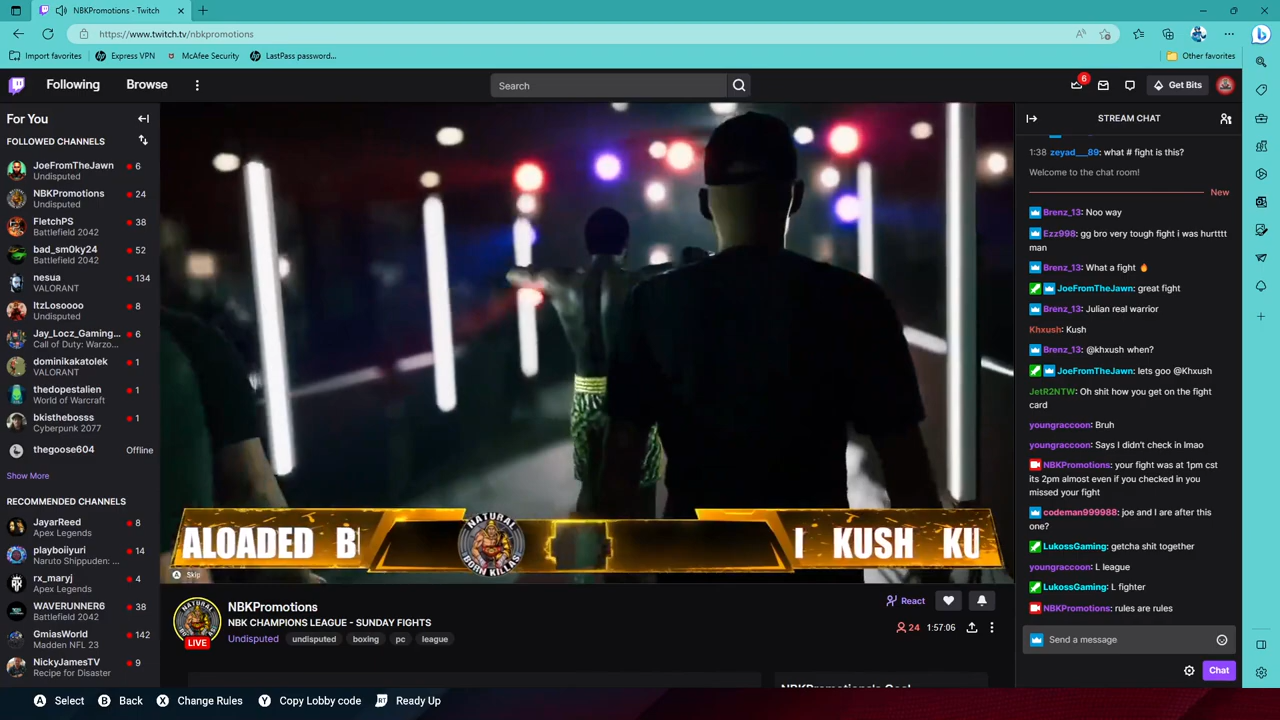 NBKPromotions - Twitch
https://www.twitch.tv/nbkpromotions
Import favorites
Express VPN
McAfee Security
LastPass password...
Other favorites
Following
Browse
Search
6
Get Bits
For You
FOLLOWED CHANNELS
JoeFromTheJawn 6
Undisputed
NBKPromotions 24
Undisputed
FletchPS 38
Battlefield 2042
bad_sm0ky24 52
Battlefield 2042
nesua 134
VALORANT
ItzLosoooo 8
Undisputed
Jay_Locz_Gaming... 6
Call of Duty: Warzo...
dominikakatolek 1
VALORANT
thedopestalien 1
World of Warcraft
bkisthebosss 1
Cyberpunk 2077
thegoose604 Offline
Show More
RECOMMENDED CHANNELS
JayarReed 8
Apex Legends
playboiiyuri 14
Naruto Shippuden: ...
rx_maryj 4
Apex Legends
WAVERUNNER6 38
Battlefield 2042
GmiasWorld 142
Madden NFL 23
NickyJamesTV 9
Recipe for Disaster
ALOADED B
NATURAL
BORN KILLAS
KUSH KU
A Skip
LIVE
NBKPromotions
NBK CHAMPIONS LEAGUE - SUNDAY FIGHTS
Undisputed undisputed boxing pc league
React
24 1:57:06
STREAM CHAT
1:38 zeyad___89: what # fight is this?
Welcome to the chat room!
New
Brenz_13: Noo way
Ezz998: gg bro very tough fight i was hurtttt
man
Brenz_13: What a fight 🔥
JoeFromTheJawn: great fight
Brenz_13: Julian real warrior
Khxush: Kush
Brenz_13: @khxush when?
JoeFromTheJawn: lets goo @Khxush
JetR2NTW: Oh shit how you get on the fight
card
youngraccoon: Bruh
youngraccoon: Says I didn't check in lmao
NBKPromotions: your fight was at 1pm cst
its 2pm almost even if you checked in you
missed your fight
codeman999988: joe and I are after this
one?
LukossGaming: getcha shit together
youngraccoon: L league
LukossGaming: L fighter
NBKPromotions: rules are rules
Send a message
Chat
A Select B Back X Change Rules Y Copy Lobby code RT Ready Up